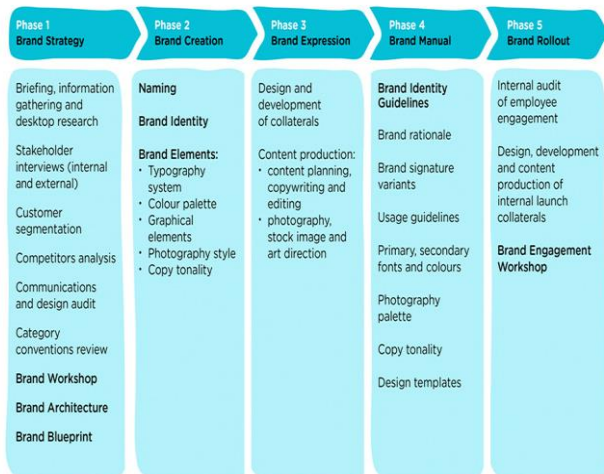 Phase 1
Brand Strategy
Briefing, information
gathering and
desktop research
Stakeholder
interviews (internal
and external)
Customer
segmentation
Competitors analysis
Communications
and design audit
Category
conventions review
Brand Workshop
Brand Architecture
Brand Blueprint
Phase 2
Brand Creation
Naming
Brand Identity
Brand Elements:
• Typography
system
• Colour palette
• Graphical
elements
• Photography style
• Copy tonality
Phase 3
Brand Expression
Design and
development
of collaterals
Content production:
• content planning,
copywriting and
editing
• photography,
stock image and
art direction
Phase 4
Brand Manual
Brand Identity
Guidelines
Brand rationale
Brand signature
variants
Usage guidelines
Primary, secondary
fonts and colours
Photography
palette
Copy tonality
Design templates
Phase 5
Brand Rollout
Internal audit
of employee
engagement
Design, development
and content
production of
internal launch
collaterals
Brand Engagement
Workshop